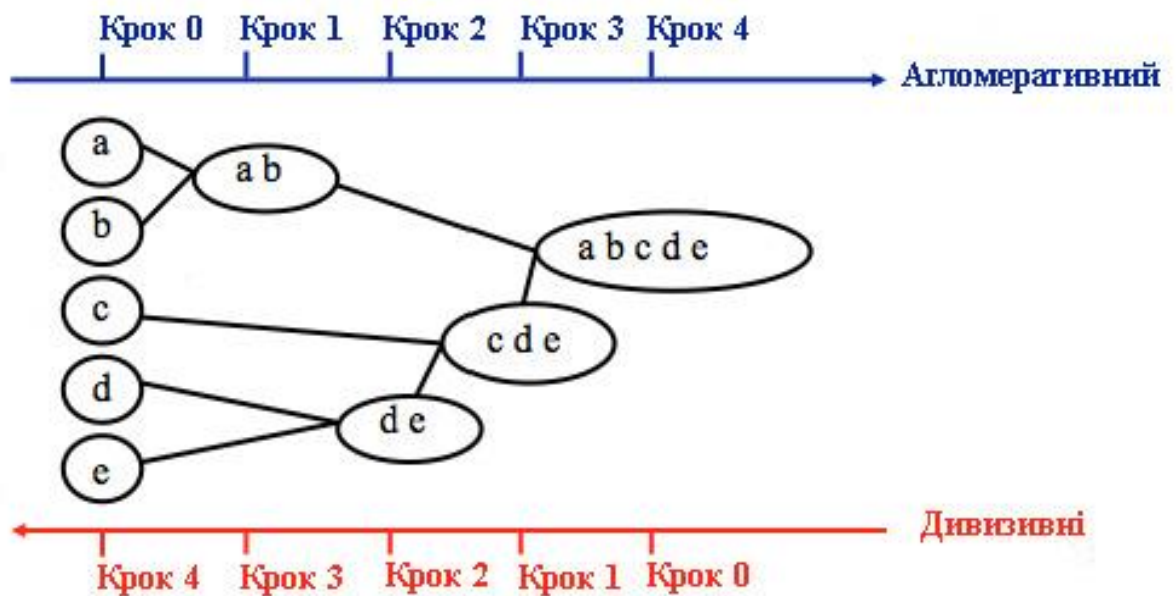 Крок 0 Крок 1 Крок 2 Крок 3 Крок 4
Агломеративний
a
a b
b
a b c d e
c
c d e
d
d e
e
Дивизивні
Крок 4 Крок 3 Крок 2 Крок 1 Крок 0